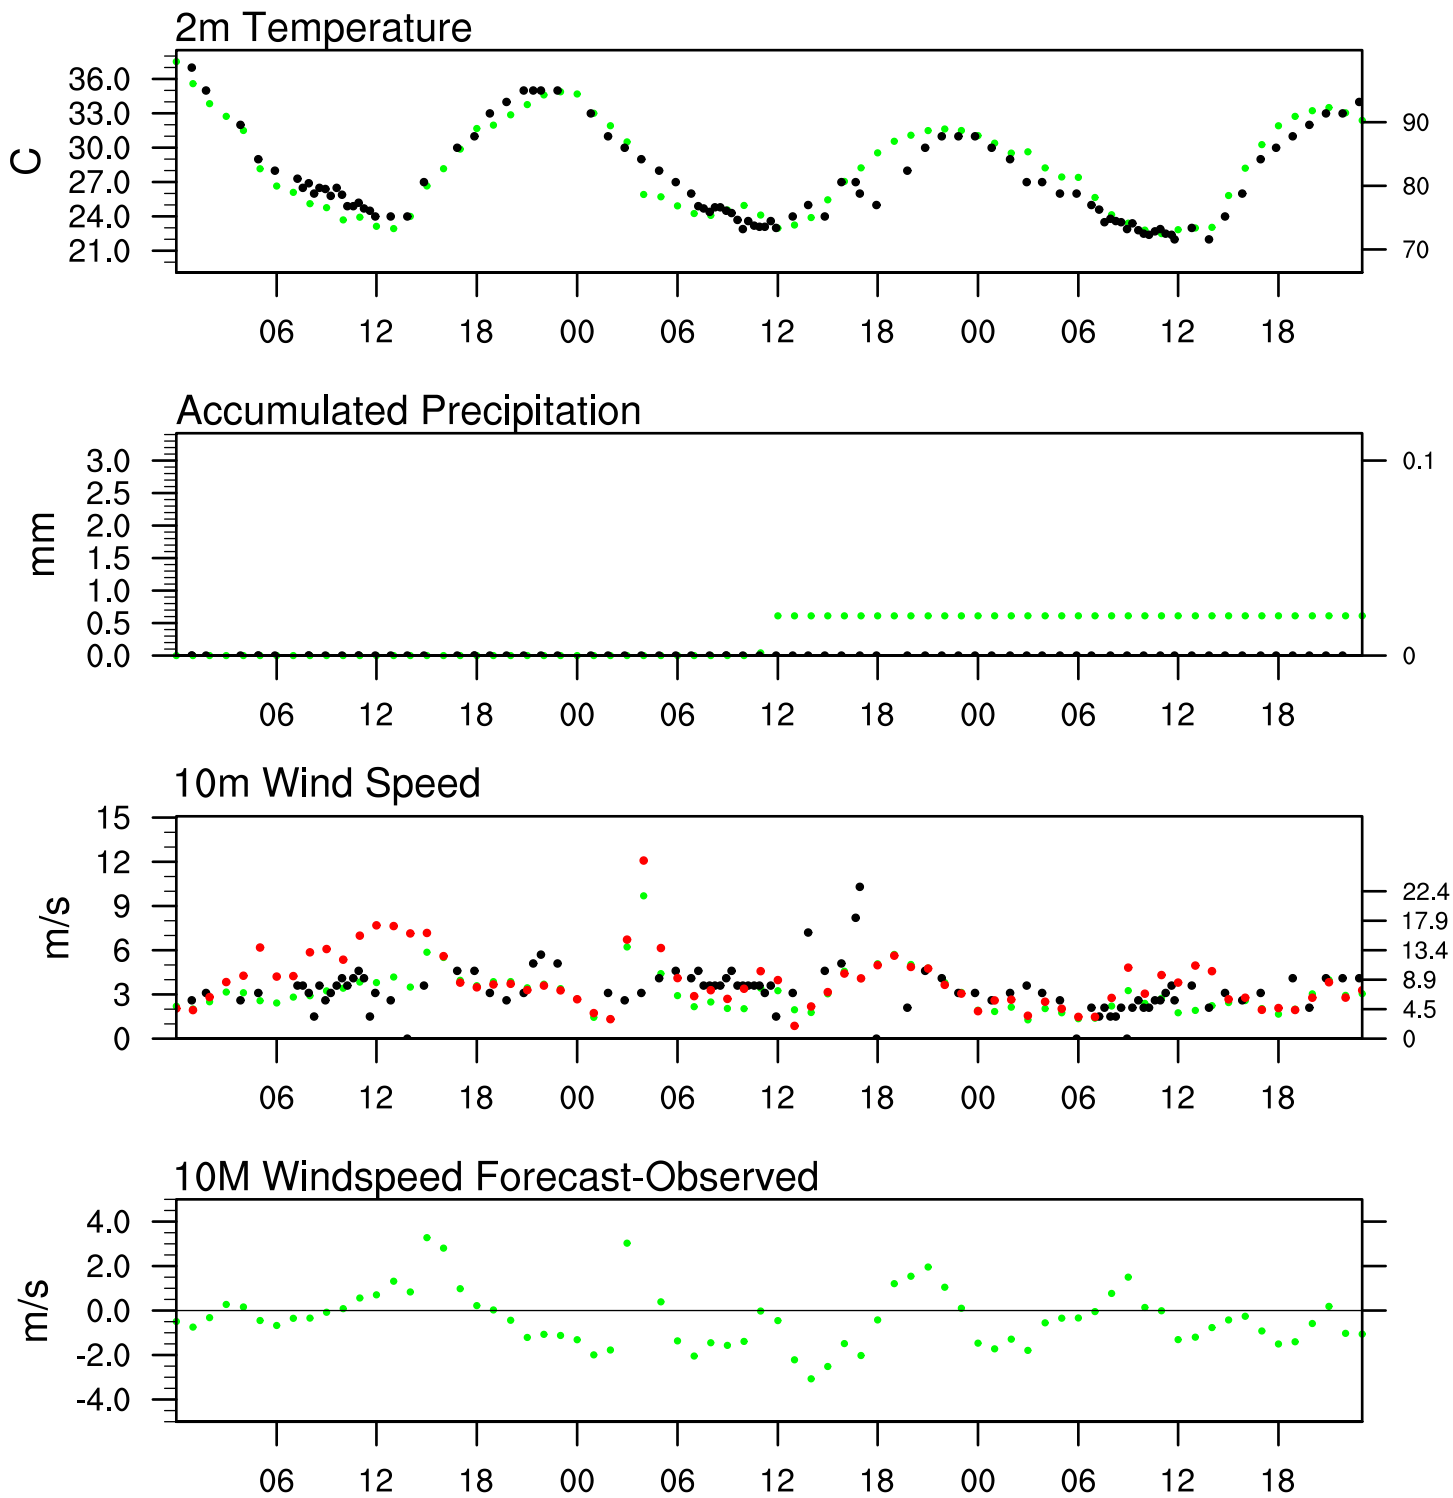 2m Temperature
36.0
33.0
30.0
27.0
24.0
21.0
C
90
80
70
06 12 18 00 06 12 18 00 06 12 18
Accumulated Precipitation
3.0
2.5
2.0
1.5
1.0
0.5
0.0
mm
0.1
0
06 12 18 00 06 12 18 00 06 12 18
10m Wind Speed
15
12
9
6
3
0
m/s
22.4
17.9
13.4
8.9
4.5
0
06 12 18 00 06 12 18 00 06 12 18
10M Windspeed Forecast-Observed
4.0
2.0
0.0
-2.0
-4.0
m/s
06 12 18 00 06 12 18 00 06 12 18